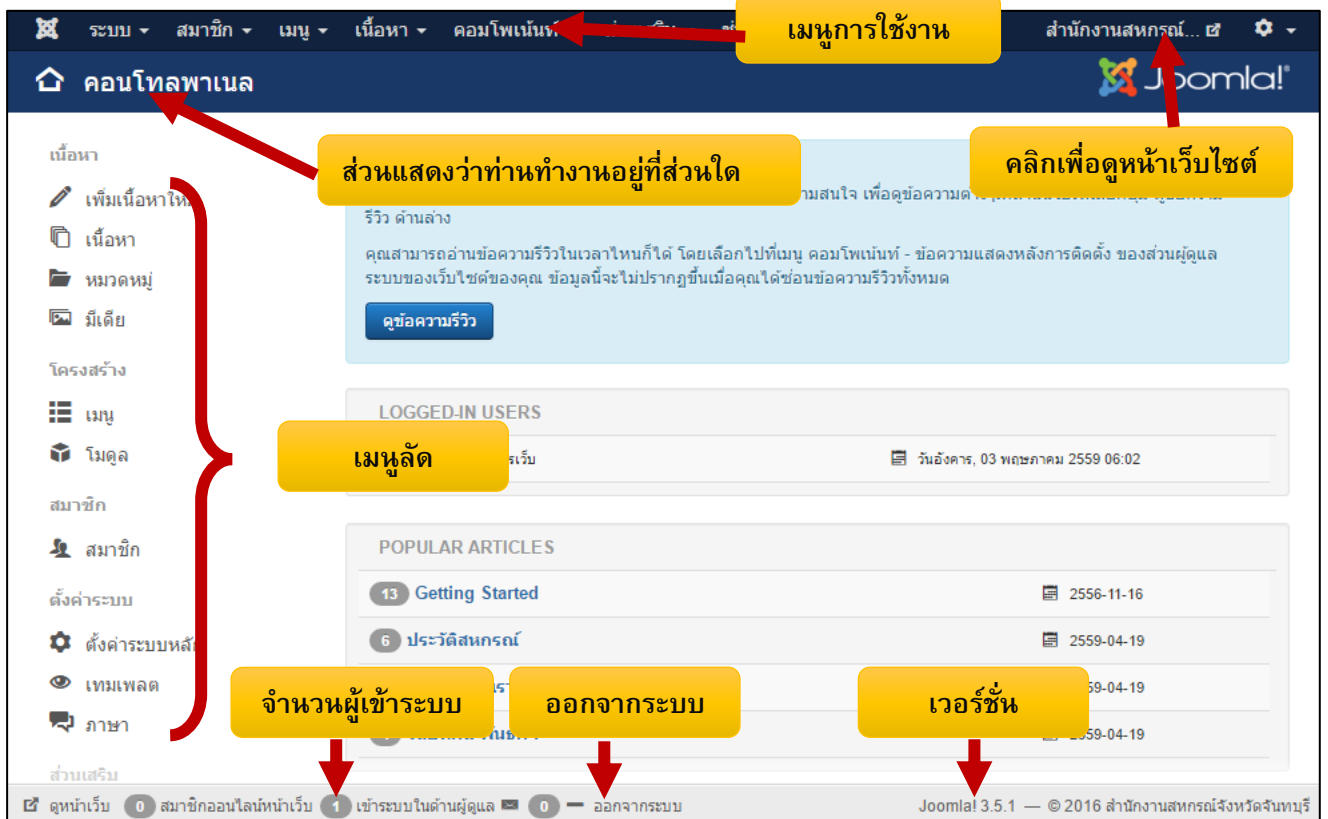 ระบบ สมาชิก เมนู เนื้อหา คอมโพเน้นท์
เมนูการใช้งาน
สำนักงานสหกรณ์...
คอนโทลพาเนล
Joomla!
ส่วนแสดงว่าท่านทำงานอยู่ที่ส่วนใด
คลิกเพื่อดูหน้าเว็บไซต์
เนื้อหา
เพิ่มเนื้อหาใหม่
เนื้อหา
หมวดหมู่
มีเดีย
โครงสร้าง
เมนู
โมดูล
สมาชิก
สมาชิก
ตั้งค่าระบบ
ตั้งค่าระบบหลัก
เทมเพลต
ภาษา
ส่วนเสริม
เมนูลัด
รีวิว ด้านล่าง
คุณสามารถอ่านข้อความรีวิวในเวลาไหนก็ได้ โดยเลือกไปที่เมนู คอมโพเน้นท์ - ข้อความแสดงหลังการติดตั้ง ของส่วนผู้ดูแล
ระบบของเว็บไซต์ของคุณ ข้อมูลนี้จะไม่ปรากฏขึ้นเมื่อคุณได้ซ่อนข้อความรีวิวทั้งหมด
ดูข้อความรีวิว
LOGGED-IN USERS
วันอังคาร, 03 พฤษภาคม 2559 06:02
POPULAR ARTICLES
13 Getting Started 2556-11-16
6 ประวัติสหกรณ์ 2559-04-19
59-04-19
2559-04-19
จำนวนผู้เข้าระบบ
ออกจากระบบ
เวอร์ชั่น
ดูหน้าเว็บ 0 สมาชิกออนไลน์หน้าเว็บ 1 เข้าระบบในด้านผู้ดูแล 0 ออกจากระบบ
Joomla! 3.5.1 — © 2016 สำนักงานสหกรณ์จังหวัดจันทบุรี